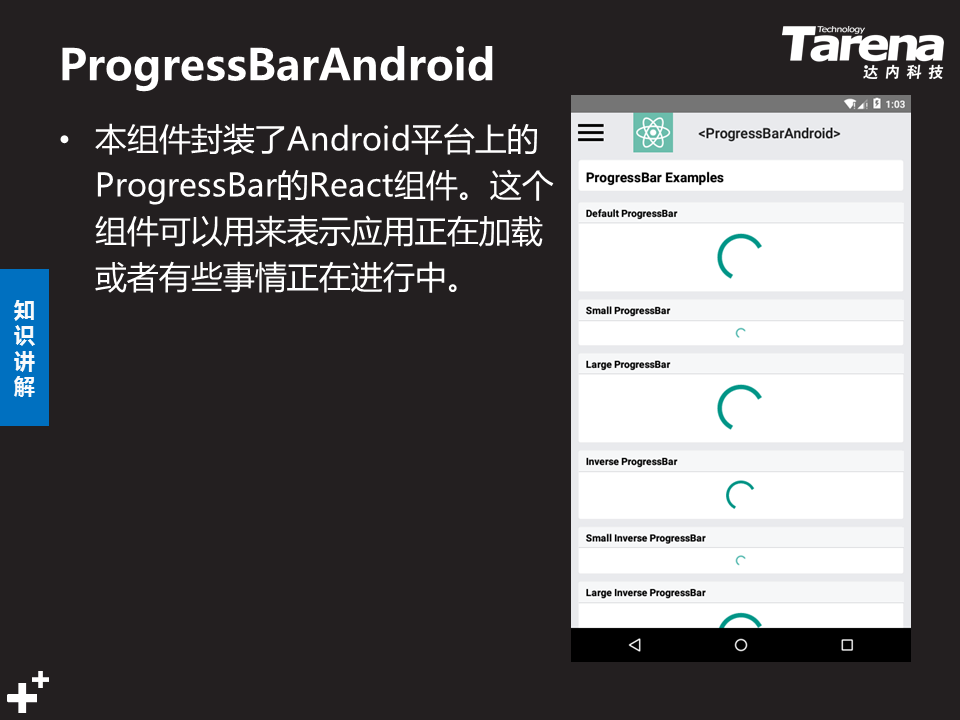 ProgressBarAndroid
Technology
Tarena
达内科技
• 本组件封装了Android平台上的
ProgressBar的React组件。这个
组件可以用来表示应用正在加载
或者有些事情正在进行中。
知
识
讲
解
1:03
<ProgressBarAndroid>
ProgressBar Examples
Default ProgressBar
Small ProgressBar
Large ProgressBar
Inverse ProgressBar
Small Inverse ProgressBar
Large Inverse ProgressBar